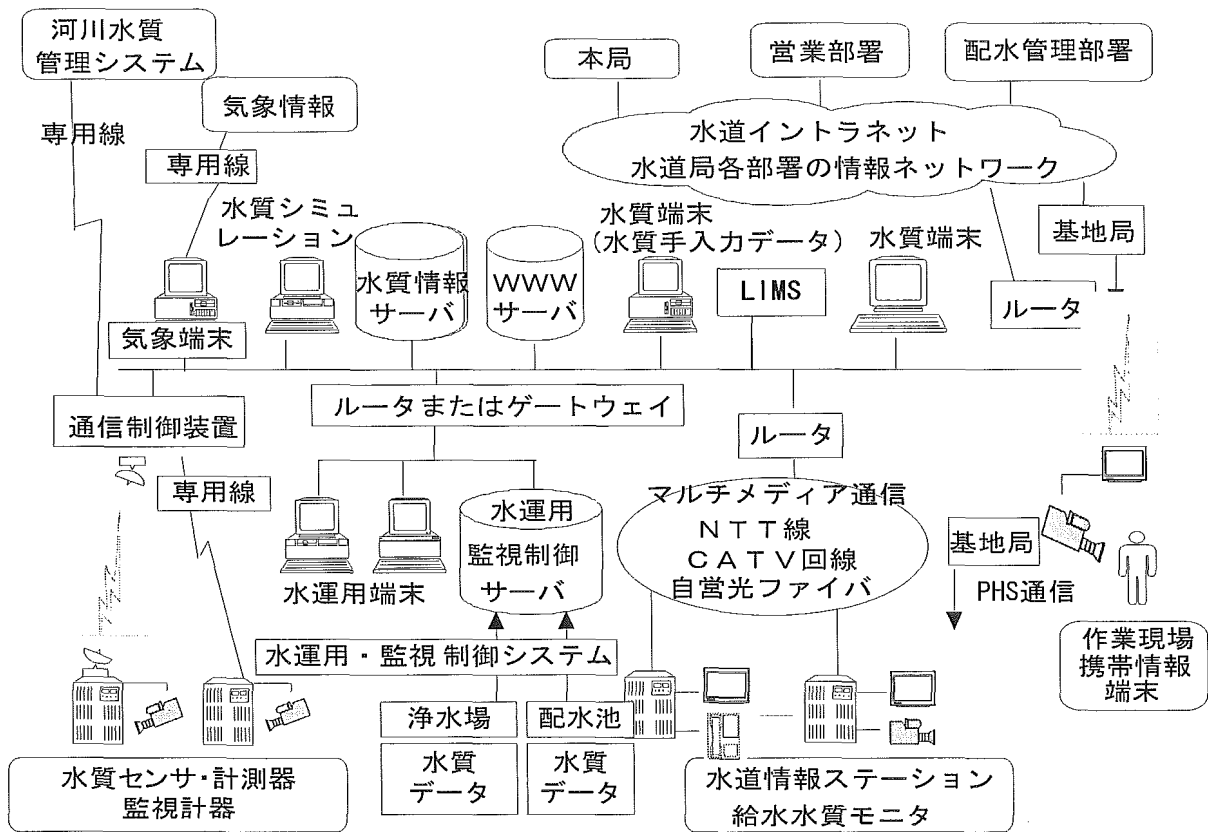 河川水質
管理システム
本局
営業部署
配水管理部署
気象情報
専用線
水道イントラネット
水道局各部署の情報ネットワーク
専用線
水質シミュ
レーション
水質端末
(水質手入力データ)
水質端末
基地局
水質情報
サーバ
WWW
サーバ
LIMS
ルータ
気象端末
ルータまたはゲートウェイ
通信制御装置
ルータ
専用線
水運用
監視制御
サーバ
マルチメディア通信
NTT線
CATV回線
自営光ファイバ
基地局
水運用端末
PHS通信
水運用・監視制御システム
作業現場
携帯情報
端末
浄水場
配水池
水質
データ
水質
データ
水質センサ・計測器
監視計器
水道情報ステーション
給水水質モニタ